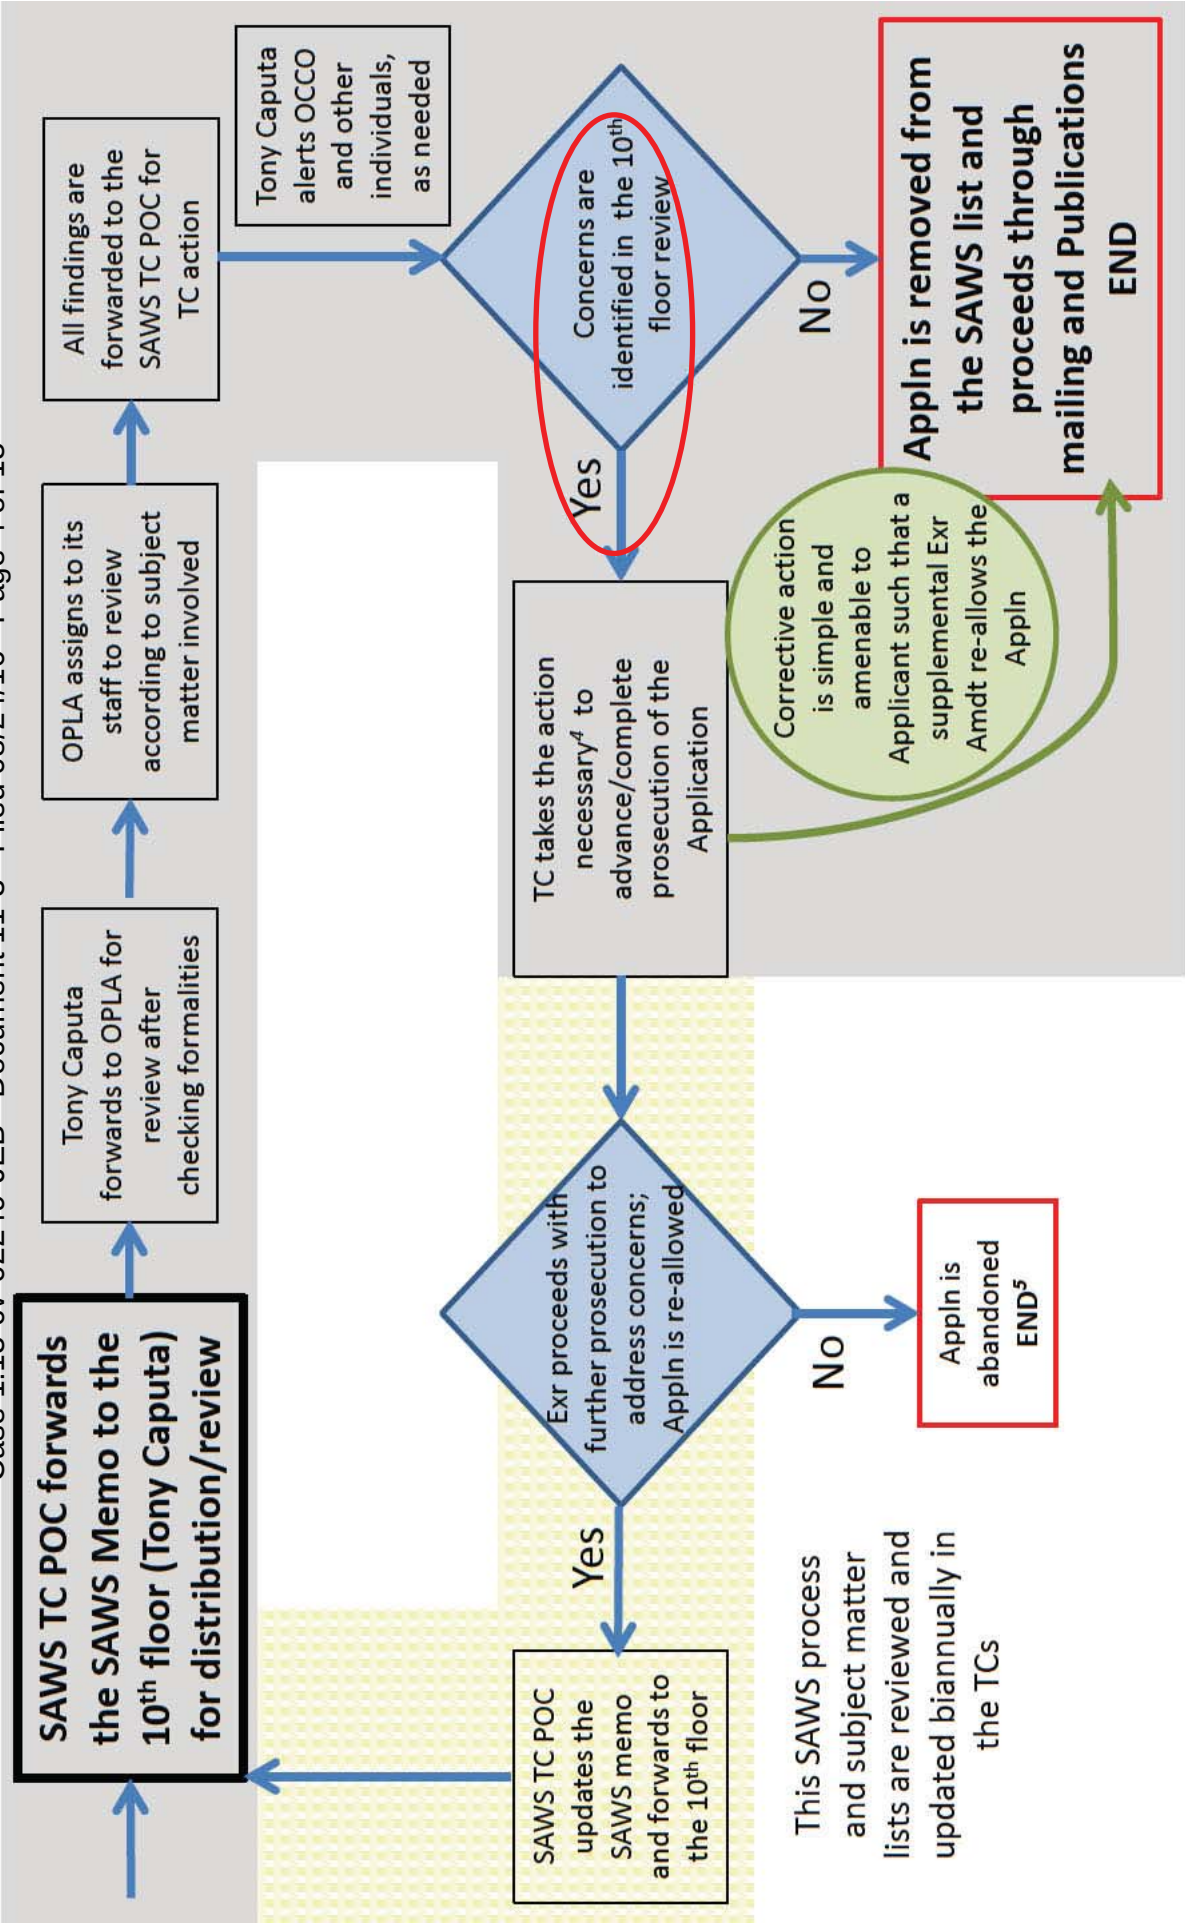 SAWS TC POC forwards
the SAWS Memo to the
10th floor (Tony Caputa)
for distribution/review
Tony Caputa
forwards to OPLA for
review after
checking formalities
OPLA assigns to its
staff to review
according to subject
matter involved
All findings are
forwarded to the
SAWS TC POC for
TC action
Tony Caputa
alerts OCCO
and other
individuals,
as needed
Concerns are
identified in the 10th
floor review
Yes
No
Appln is removed from
the SAWS list and
proceeds through
mailing and Publications
END
TC takes the action
necessary4 to
advance/complete
prosecution of the
Application
Corrective action
is simple and
amenable to
Applicant such that a
supplemental Exr
Amdt re-allows the
Appln
Exr proceeds with
further prosecution to
address concerns;
Appln is re-allowed
Yes
No
Appln is
abandoned
END5
SAWS TC POC
updates the
SAWS memo
and forwards to
the 10th floor
This SAWS process
and subject matter
lists are reviewed and
updated biannually in
the TCs